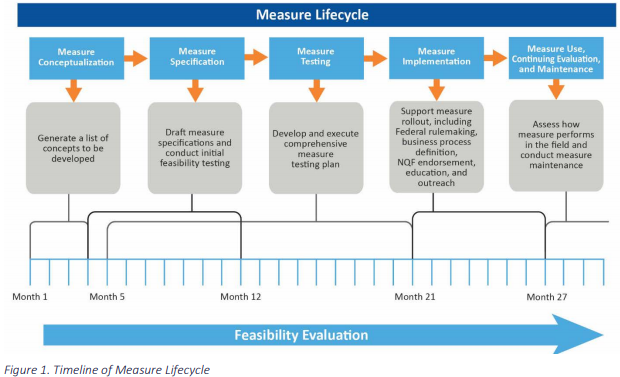 Measure Lifecycle
Measure
Conceptualization
Measure
Specification
Measure
Testing
Measure
Implementation
Measure Use,
Continuing Evaluation,
and Maintenance
Generate a list of
concepts to be
developed
Draft measure
specifications and
conduct initial
feasibility testing
Develop and execute
comprehensive
measure
testing plan
Support measure
rollout, including
Federal rulemaking,
business process
definition,
NQF endorsement,
education, and
outreach
Assess how
measure performs
in the field and
conduct measure
maintenance
Month 1
Month 5
Month 12
Month 21
Month 27
Feasibility Evaluation
Figure 1. Timeline of Measure Lifecycle